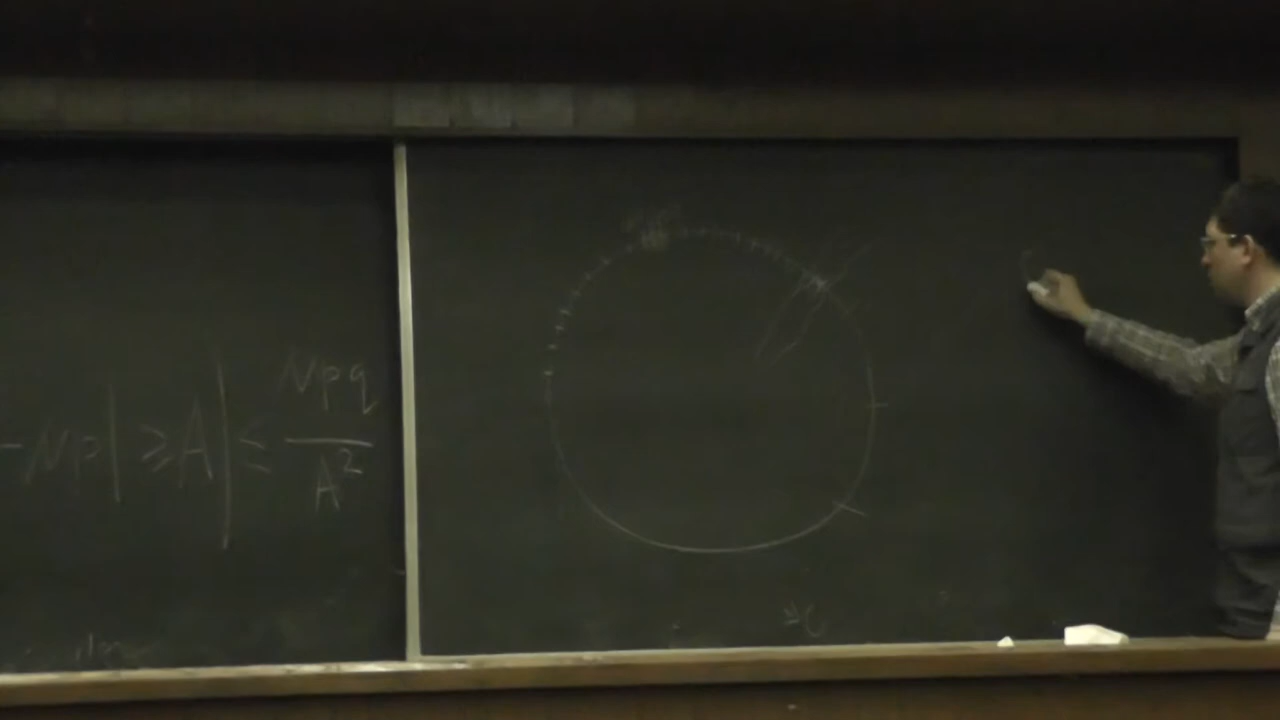 -Np| ≥A| ≤ Npq/A²